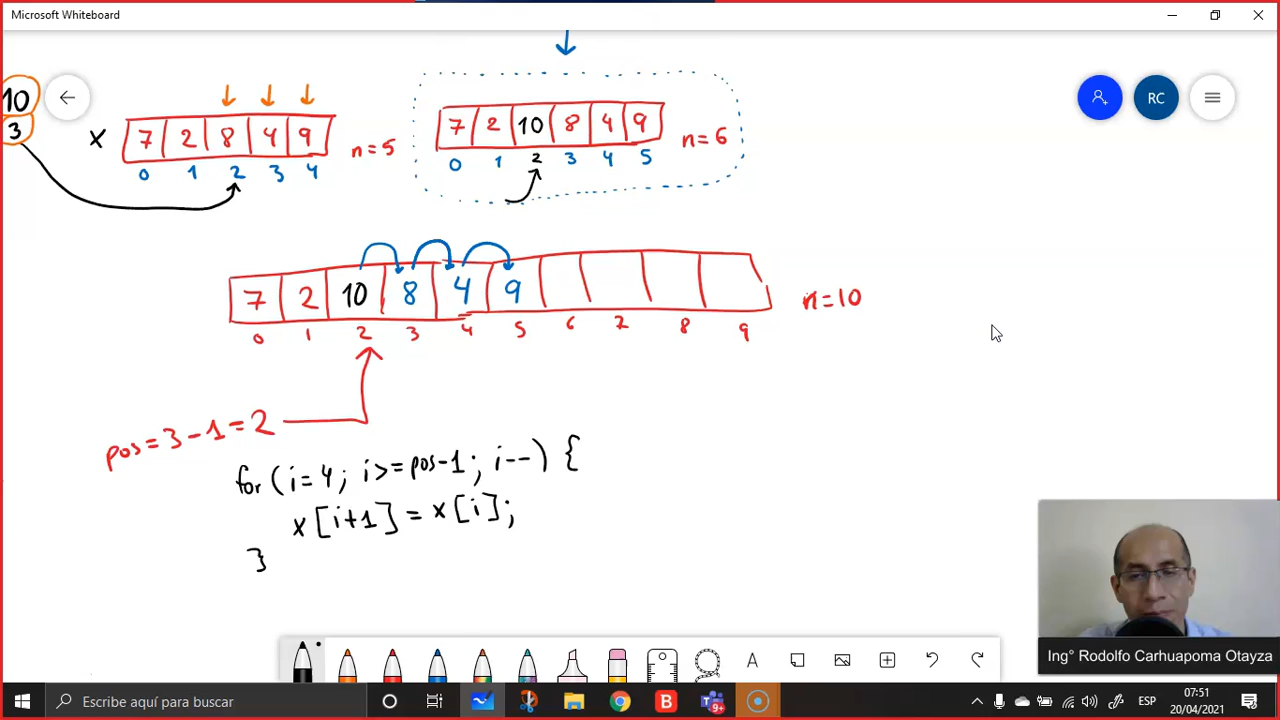 Microsoft Whiteboard
10
3
x 7 2 8 4 9 n=5
0 1 2 3 4
7 2 10 8 4 9 n=6
0 1 2 3 4 5
RC
7 2 10 8 4 9 n=10
0 1 2 3 4 5 6 7 8 9
pos=3-1=2
for (i=4; i>=pos-1; i--) {
x[i+1] = x[i];
}
Ing° Rodolfo Carhuapoma Otayza
Escribe aquí para buscar
B
9+
ESP
07:51
20/04/2021